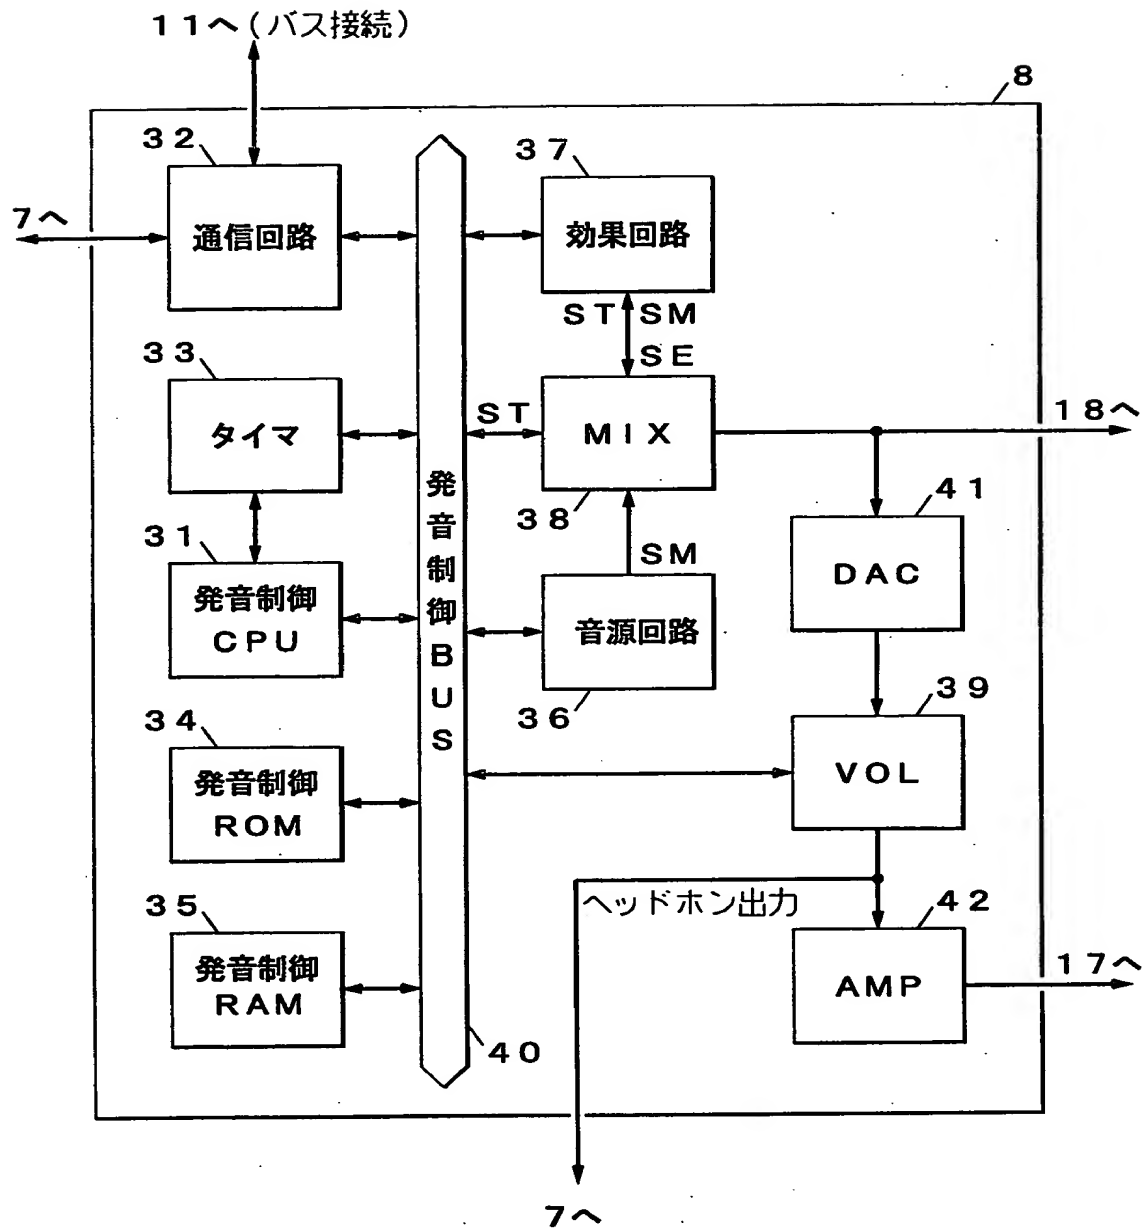 11へ(バス接続)
8
32
37
7へ
通信回路
効果回路
ST SM
SE
33
タイマ
ST
MIX
18へ
38
41
31
発音制御
CPU
SM
DAC
発音制御BUS
音源回路
36
39
34
発音制御
ROM
VOL
35
ヘッドホン出力
42
発音制御
RAM
AMP
17へ
40
7へ